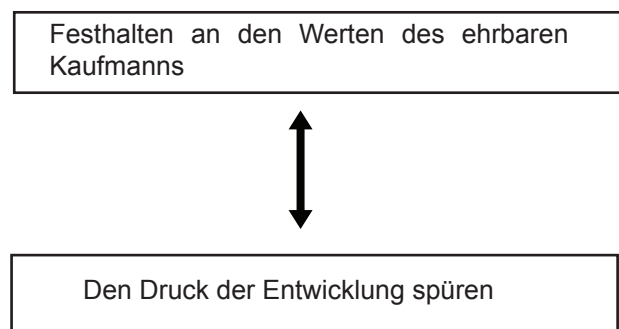 Festhalten an den Werten des ehrbaren
Kaufmanns
Den Druck der Entwicklung spüren